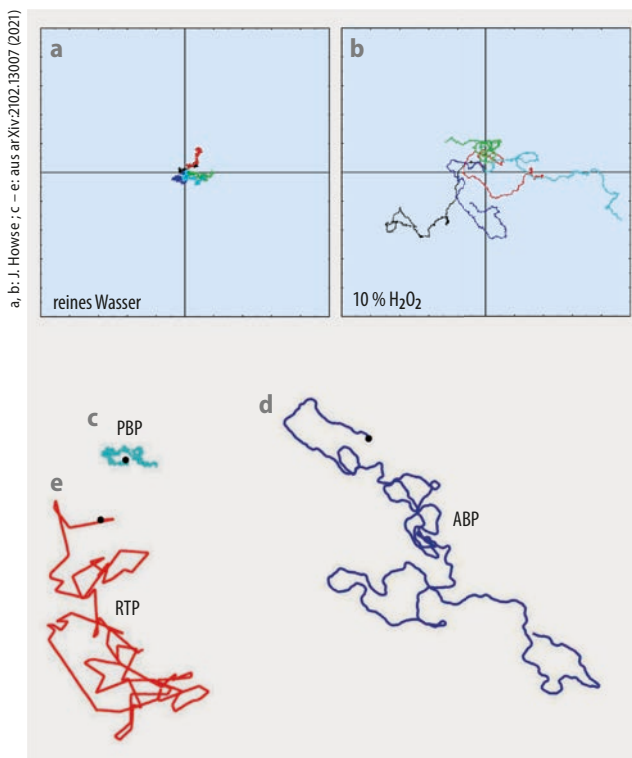 a, b: J. Howse ; c – e: aus arXiv:2102.13007 (2021)
a
b
reines Wasser
10 % H₂O₂
c
PBP
d
ABP
e
RTP